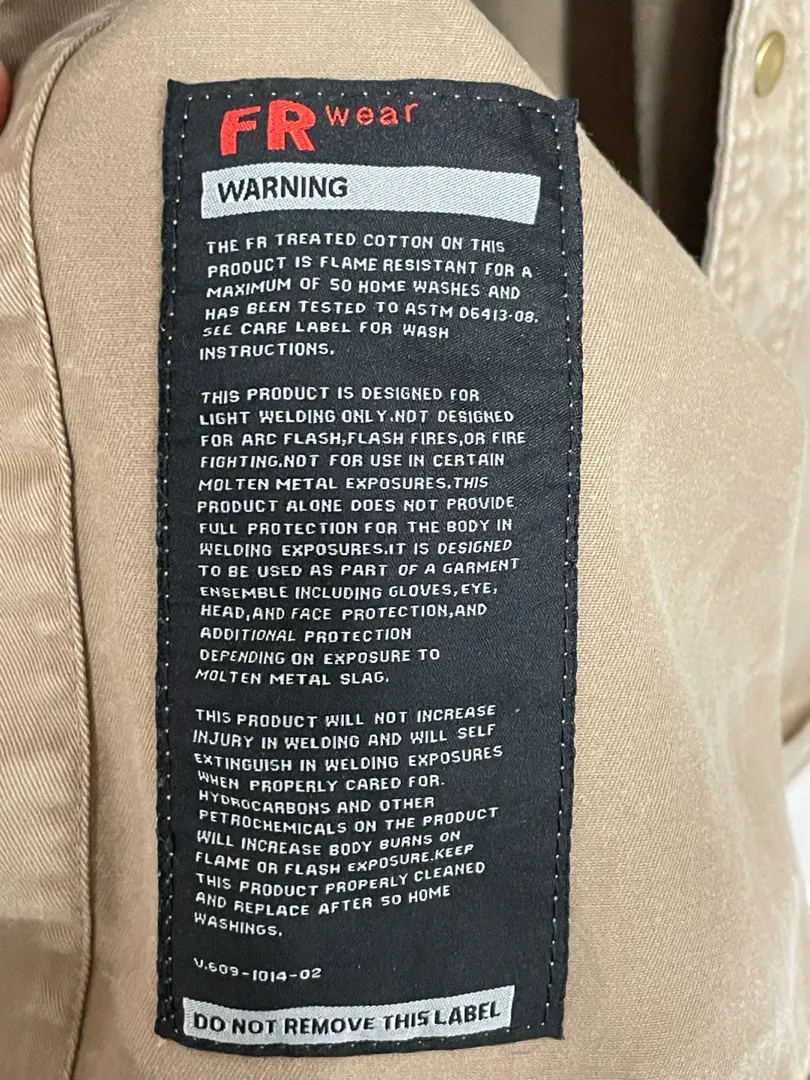 FR wear
WARNING
THE FR TREATED COTTON ON THIS
PRODUCT IS FLAME RESISTANT FOR A
MAXIMUM OF 50 HOME WASHES AND
HAS BEEN TESTED TO ASTM D6413-08.
SEE CARE LABEL FOR WASH
INSTRUCTIONS.
THIS PRODUCT IS DESIGNED FOR
LIGHT WELDING ONLY.NOT DESIGNED
FOR ARC FLASH,FLASH FIRES,OR FIRE
FIGHTING.NOT FOR USE IN CERTAIN
MOLTEN METAL EXPOSURES.THIS
PRODUCT ALONE DOES NOT PROVIDE
FULL PROTECTION FOR THE BODY IN
WELDING EXPOSURES.IT IS DESIGNED
TO BE USED AS PART OF A GARMENT
ENSEMBLE INCLUDING GLOVES,EYE,
HEAD,AND FACE PROTECTION,AND
ADDITIONAL PROTECTION
DEPENDING ON EXPOSURE TO
MOLTEN METAL SLAG.
THIS PRODUCT WILL NOT INCREASE
INJURY IN WELDING AND WILL SELF
EXTINGUISH IN WELDING EXPOSURES
WHEN PROPERLY CARED FOR.
HYDROCARBONS AND OTHER
PETROCHEMICALS ON THE PRODUCT
WILL INCREASE BODY BURNS ON
FLAME OR FLASH EXPOSURE.KEEP
THIS PRODUCT PROPERLY CLEANED
AND REPLACE AFTER 50 HOME
WASHINGS.
V.609-1014-02
DO NOT REMOVE THIS LABEL